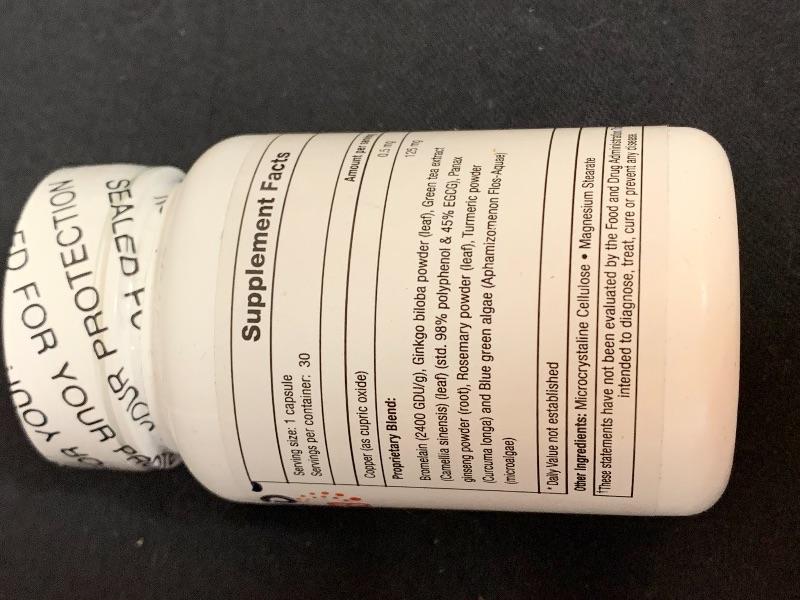 Supplement Facts
Serving size: 1 capsule
Servings per container: 30
Amount per serving
Copper (as cupric oxide) 0.5 mg
Proprietary Blend: 125 mg
Bromelain (2400 GDU/g), Ginkgo biloba powder (leaf), Green tea extract
(Camellia sinensis) (leaf) (std. 98% polyphenol & 45% EGCG), Panax
ginseng powder (root), Rosemary powder (leaf), Turmeric powder
(Curcuma longa) and Blue green algae (Aphamizomenon Flos-Aquae)
(microalgae)
* Daily Value not established
Other Ingredients: Microcrystaline Cellulose • Magnesium Stearate
†These statements have not been evaluated by the Food and Drug Administration.
intended to diagnose, treat, cure or prevent any disease.
SEALED FO
YOUR PROTECTION
FOR YOUR